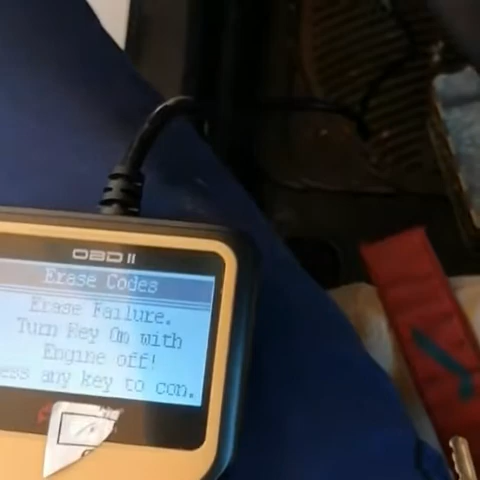 OBD II
Erase Codes
Erase Failure.
Turn Key On with
Engine off!
ess any key to con.